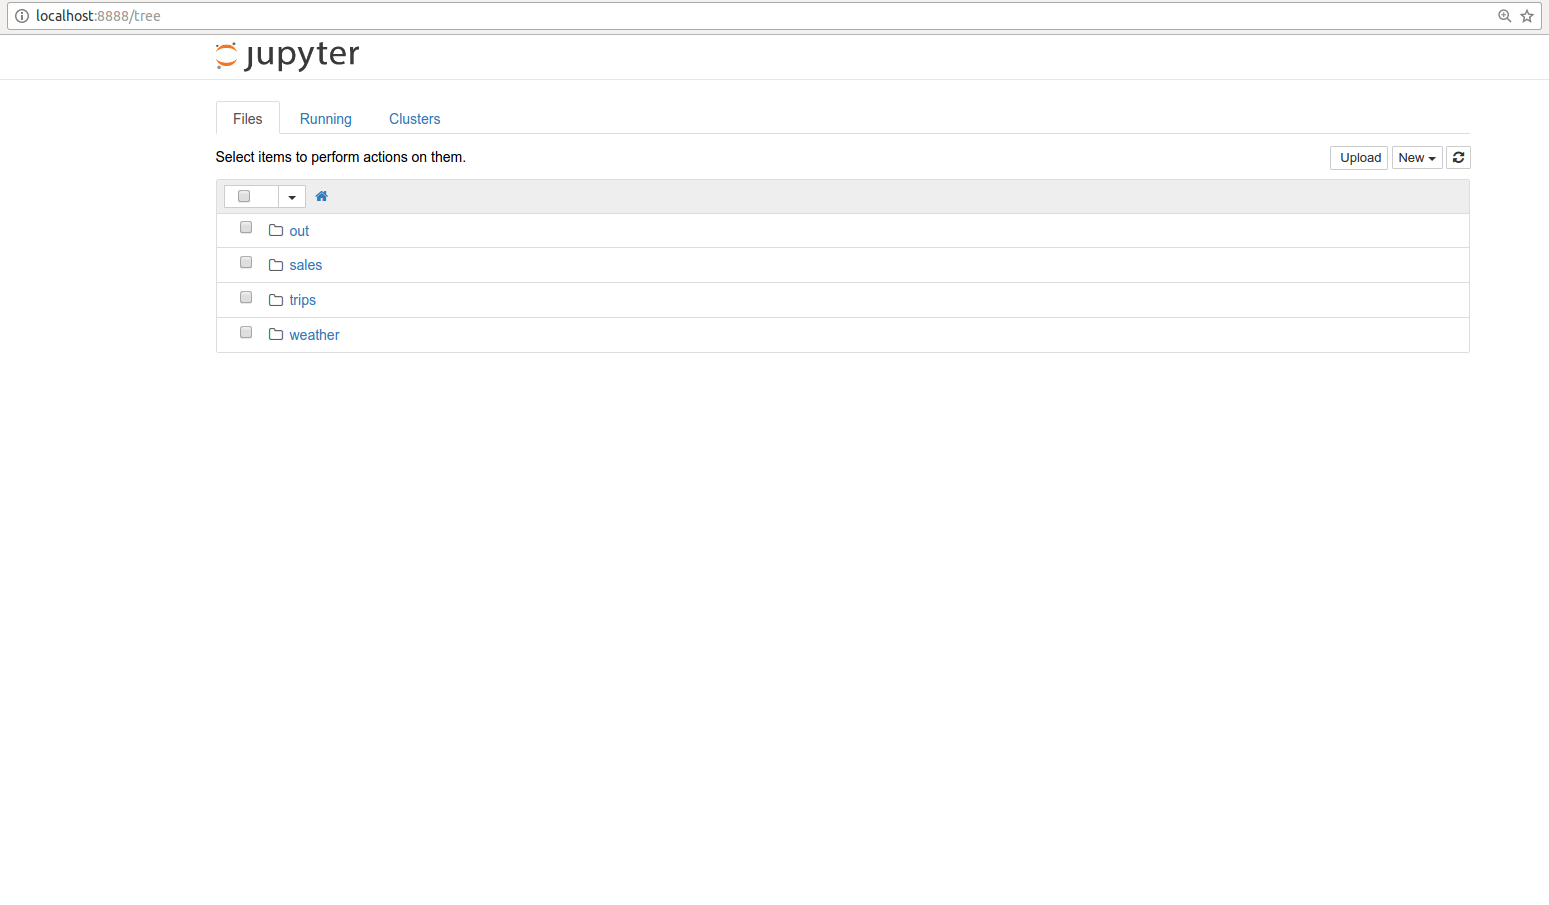 localhost:8888/tree
jupyter
Files Running Clusters
Select items to perform actions on them. Upload New
out
sales
trips
weather